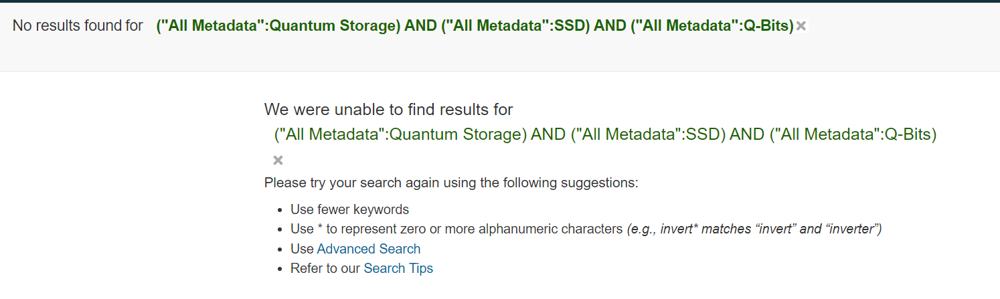 No results found for ("All Metadata":Quantum Storage) AND ("All Metadata":SSD) AND ("All Metadata":Q-Bits) ×
We were unable to find results for
("All Metadata":Quantum Storage) AND ("All Metadata":SSD) AND ("All Metadata":Q-Bits)
×
Please try your search again using the following suggestions:
• Use fewer keywords
• Use * to represent zero or more alphanumeric characters (e.g., invert* matches “invert” and “inverter”)
• Use Advanced Search
• Refer to our Search Tips